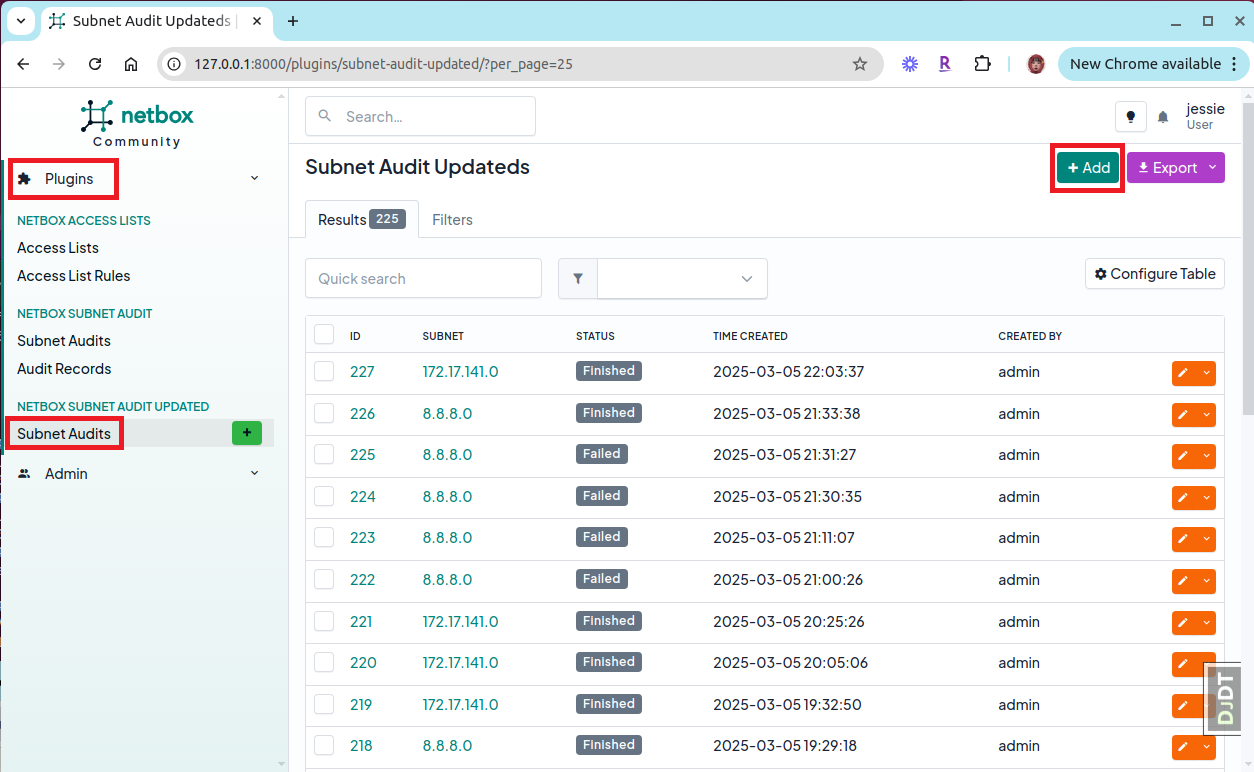 Subnet Audit Updateds
127.0.0.1:8000/plugins/subnet-audit-updated/?per_page=25
R
New Chrome available
netbox
Community
Search...
jessie
User
Plugins
Subnet Audit Updateds
+ Add
Export
NETBOX ACCESS LISTS
Access Lists
Access List Rules
NETBOX SUBNET AUDIT
Subnet Audits
Audit Records
NETBOX SUBNET AUDIT UPDATED
Subnet Audits
+
Admin
Results 225
Filters
Quick search
Configure Table
ID SUBNET STATUS TIME CREATED CREATED BY
227 172.17.141.0 Finished 2025-03-05 22:03:37 admin
226 8.8.8.0 Finished 2025-03-05 21:33:38 admin
225 8.8.8.0 Failed 2025-03-05 21:31:27 admin
224 8.8.8.0 Failed 2025-03-05 21:30:35 admin
223 8.8.8.0 Failed 2025-03-05 21:11:07 admin
222 8.8.8.0 Failed 2025-03-05 21:00:26 admin
221 172.17.141.0 Finished 2025-03-05 20:25:26 admin
220 172.17.141.0 Finished 2025-03-05 20:05:06 admin
219 172.17.141.0 Finished 2025-03-05 19:32:50 admin
218 8.8.8.0 Finished 2025-03-05 19:29:18 admin
DjDT